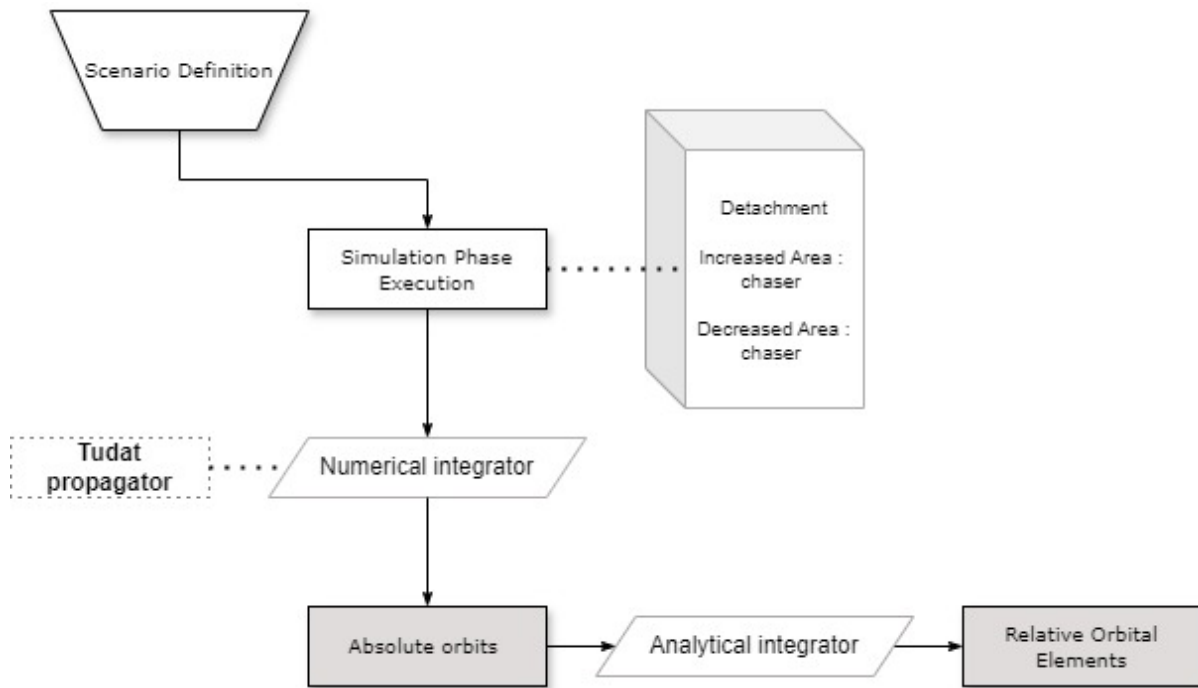 Scenario Definition
Detachment
Simulation Phase
Execution
Increased Area :
chaser
Decreased Area :
chaser
Tudat
propagator
Numerical integrator
Absolute orbits
Analytical integrator
Relative Orbital
Elements